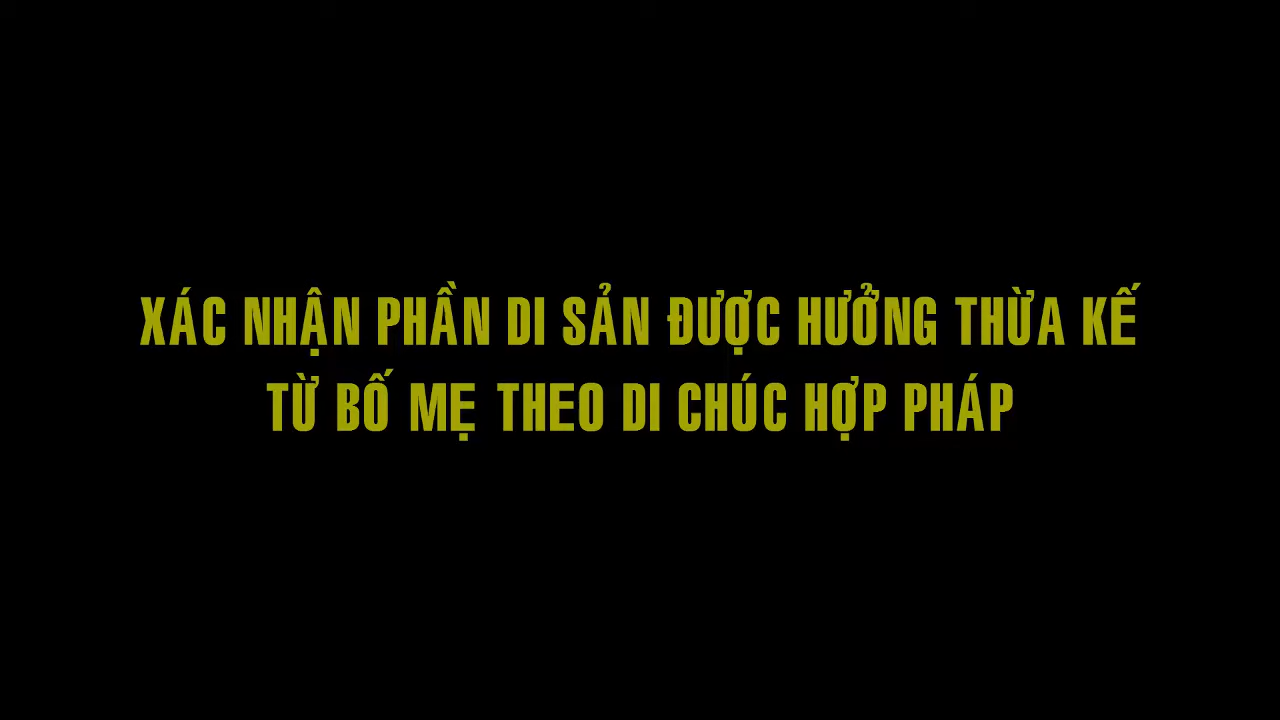 XÁC NHẬN PHẦN DI SẢN ĐƯỢC HƯỞNG THỪA KẾ
TỪ BỐ MẸ THEO DI CHÚC HỢP PHÁP